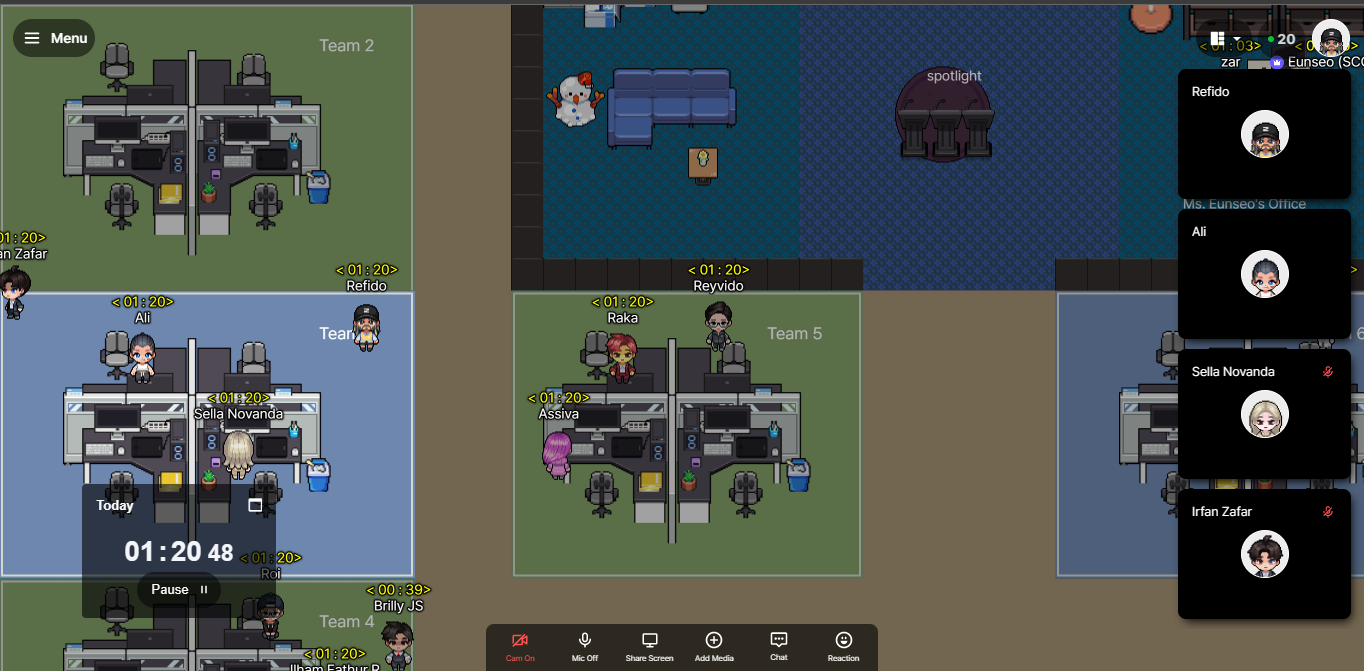 Menu
Team 2
spotlight
20
< 01 : 03>
zar
Eunseo (SCO
Refido
Ms. Eunseo's Office
Ali
01 : 20>
an Zafar
< 01 : 20>
Refido
< 01 : 20>
Reyvido
< 01 : 20>
Ali
Team
< 01 : 20>
Raka
Team 5
6
< 01 : 20>
Sella Novanda
< 01 : 20>
Assiva
Sella Novanda
Today
01 : 20 48
Pause
< 01 : 20>
Roi
Irfan Zafar
< 00 : 39>
Brilly JS
Team 4
< 01 : 20>
Ilham Fathur R
Cam On
Mic Off
Share Screen
Add Media
Chat
Reaction